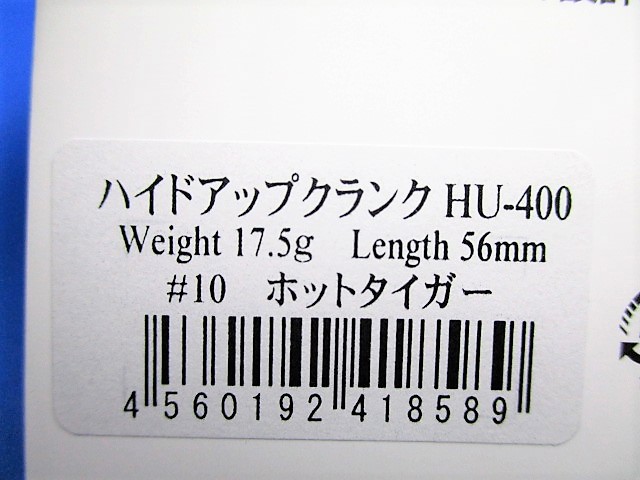 ハイドアップクランク HU-400
Weight 17.5g Length 56mm
#10 ホットタイガー
4 560192 418589